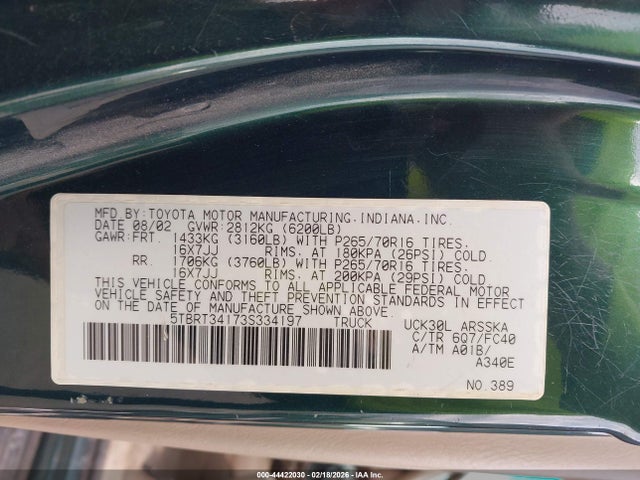 MFD.BY:TOYOTA MOTOR MANUFACTURING.INDIANA.INC.
DATE 08/02 GVWR: 2812KG (6200LB)
GAWR:FRT. 1433KG (3160LB) WITH P265/70R16 TIRES.
16X7JJ RIMS. AT 180KPA (26PSI) COLD.
RR. 1706KG (3760LB) WITH P265/70R16 TIRES.
16X7JJ RIMS. AT 200KPA (29PSI) COLD
THIS VEHICLE CONFORMS TO ALL APPLICABLE FEDERAL MOTOR
VEHICLE SAFETY AND THEFT PREVENTION STANDARDS IN EFFECT
ON THE DATE OF MANUFACTURE SHOWN ABOVE.
5TBRT34173S334197 TRUCK
UCK30L ARSSKA
C/TR 6Q7/FC40
A/TM A01B/
A340E
NO.389
000-44422030 - 02/18/2026 - IAA Inc.